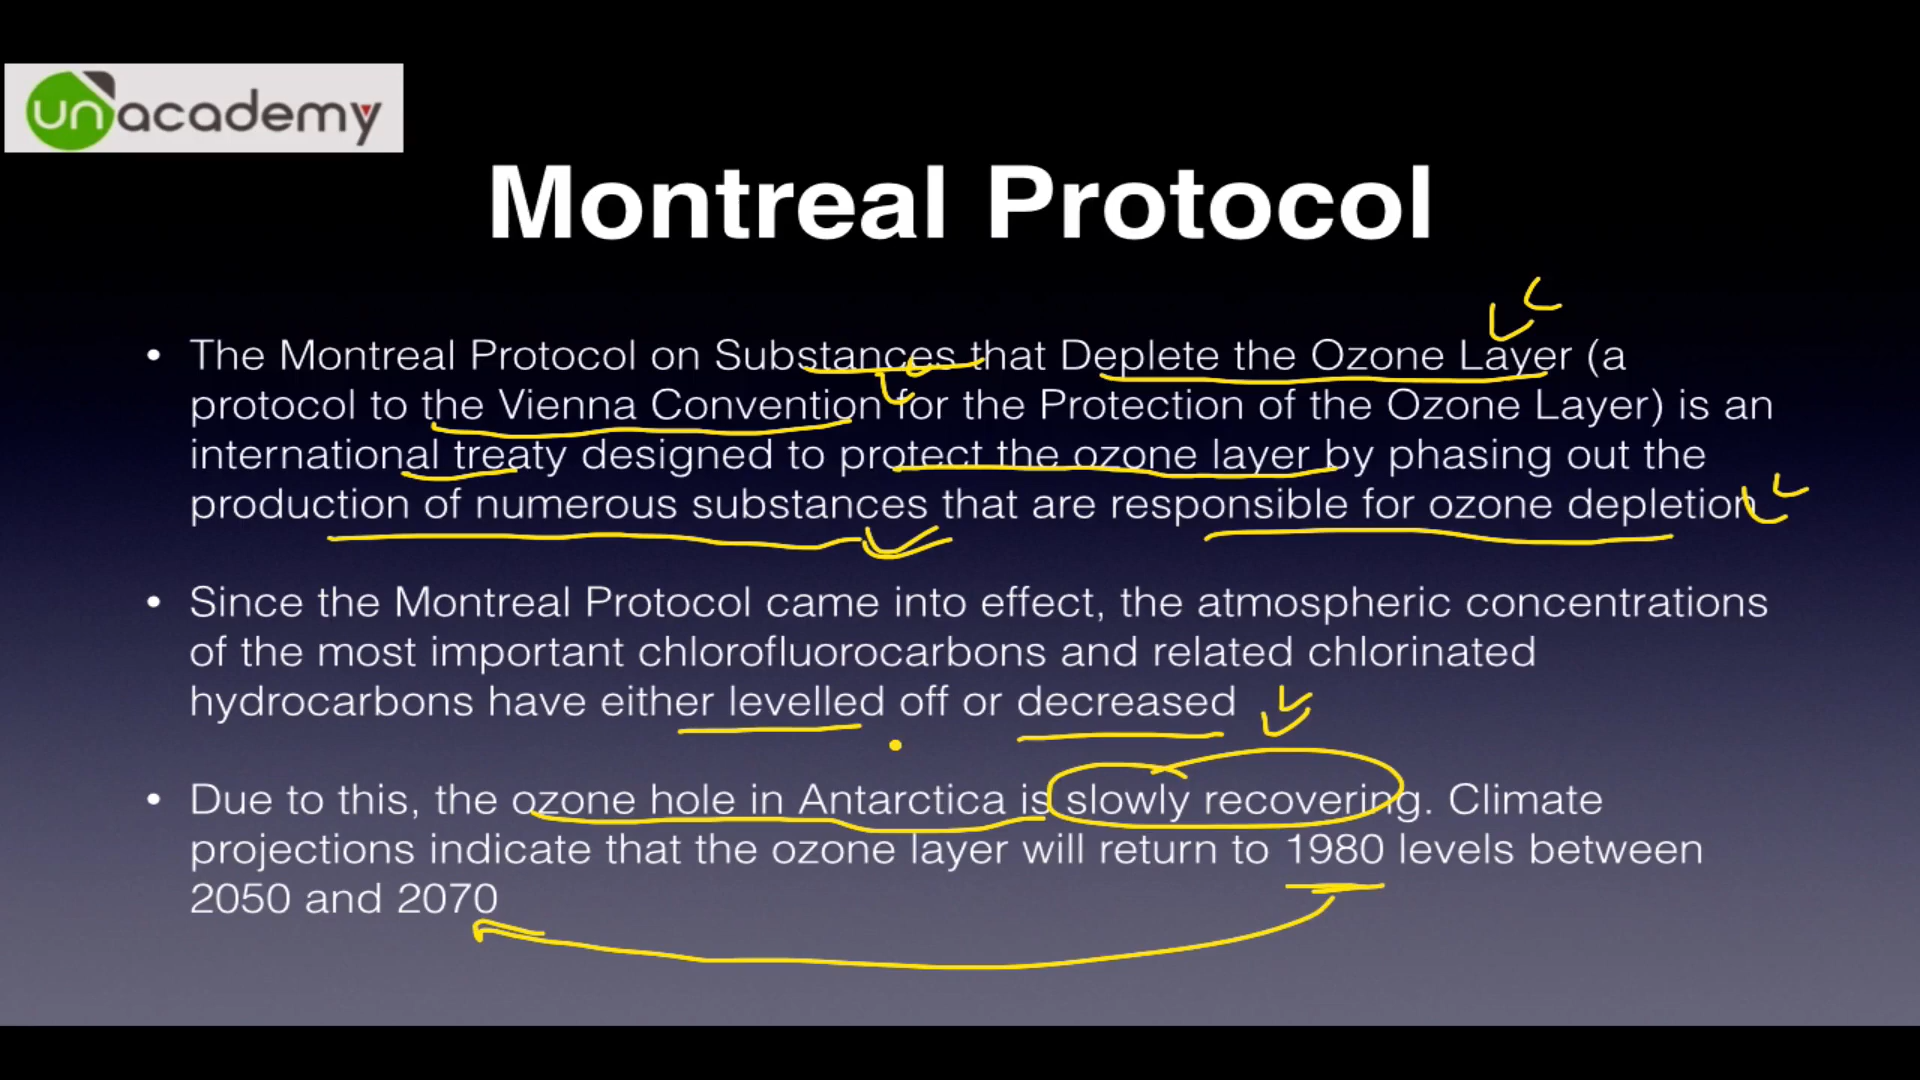 unacademy
Montreal Protocol
• The Montreal Protocol on Substances that Deplete the Ozone Layer (a
protocol to the Vienna Convention for the Protection of the Ozone Layer) is an
international treaty designed to protect the ozone layer by phasing out the
production of numerous substances that are responsible for ozone depletion
• Since the Montreal Protocol came into effect, the atmospheric concentrations
of the most important chlorofluorocarbons and related chlorinated
hydrocarbons have either levelled off or decreased
• Due to this, the ozone hole in Antarctica is slowly recovering. Climate
projections indicate that the ozone layer will return to 1980 levels between
2050 and 2070